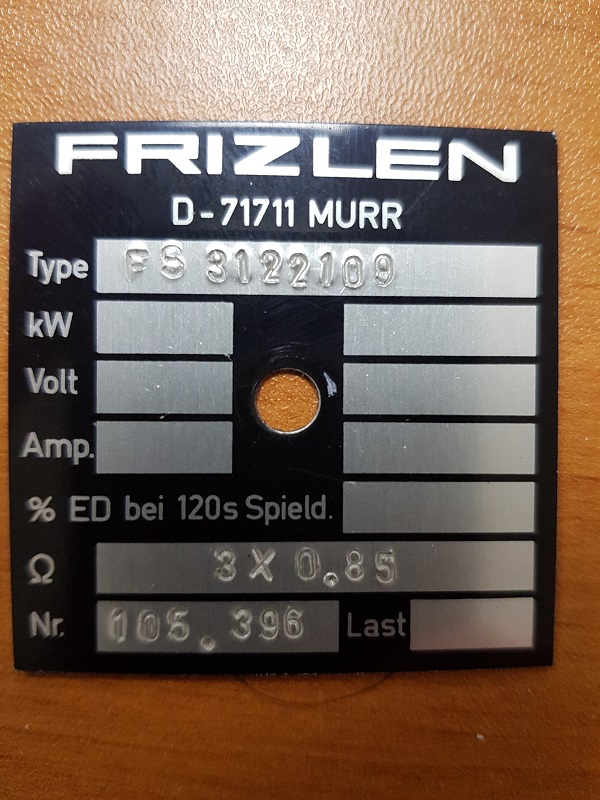 FRIZLEN
D-71711 MURR
Type FS 3122109
kW
Volt
Amp.
% ED bei 120s Spield.
Ω 3 X 0.85
Nr. 105.396 Last